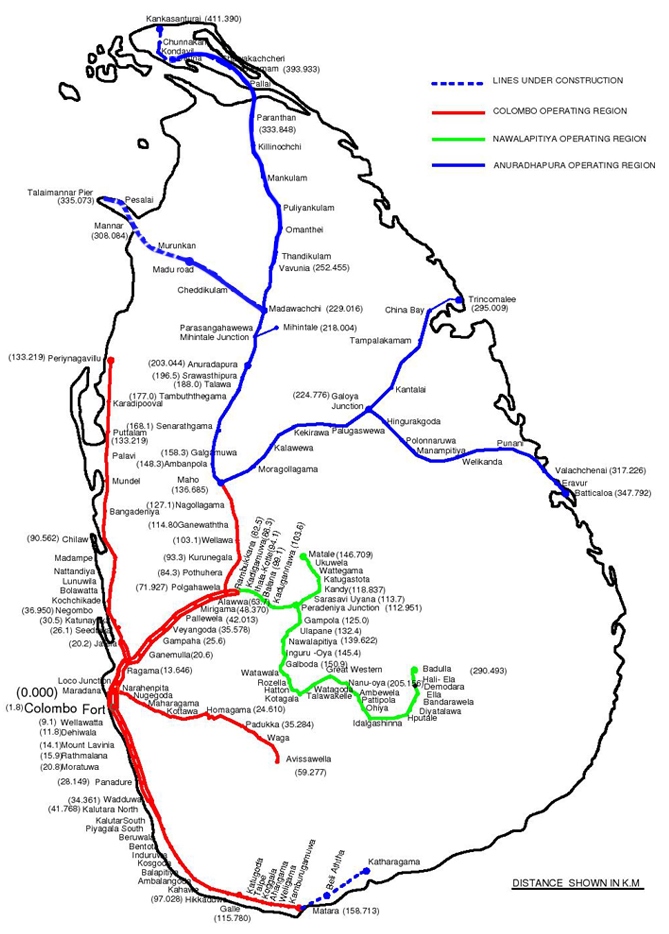 Kankasanturai (411.390)
Chunnakam
Kondavil
(393.933)
Pallai
Paranthan
(333.848)
Killinochchi
Mankulam
Puliyankulam
Omanthei
Thandikulam
Vavunia (252.455)
LINES UNDER CONSTRUCTION
COLOMBO OPERATING REGION
NAWALAPITIYA OPERATING REGION
ANURADHAPURA OPERATING REGION
Talaimannar Pier
(335.073)
Pesalai
Mannar
(308.084)
Murunkan
Madu road
Cheddikulam
Madawachchi (229.016)
Parasangahawewa
Mihintale Junction
Mihintale (218.004)
China Bay
Trincomalee
(295.009)
Tampalakamam
Kantalai
(224.776) Galoya
Junction
Hingurakgoda
Polonnaruwa
Manampitiya
Welikanda
Punani
Valachchenai (317.226)
Eravur
Batticaloa (347.792)
Palugaswewa
Kekirawa
Kalawewa
Moragollagama
(203.044) Anuradapura
(196.5) Srawasthipura
(188.0) Talawa
(177.0) Tambuththegama
(168.1) Senarathgama
(158.3) Galgamuwa
(148.3)Ambanpola
Maho
(136.685)
(127.1)Nagollagama
(114.80Ganewaththa
(103.1)Wellawa
(93.3) Kurunegala
(84.3) Pothuhera
(71.927) Polgahawela
(133.219) Periynagavillu
Karadipooval
Puttalam
(133.219)
Palavi
Mundel
Bangadeniya
(90.562) Chilaw
Madampe
Nattandiya
Lunuwila
Bolawatta
Kochchikade
(36.950) Negombo
(30.5) Katunayake
(26.1) Seeduwa
(20.2) Jaela
Rambukkana (82.5)
Kadigamuwa(88.3)
Ihala Kotte(94.1)
Balana (99.1)
Kadugannawa (103.6)
Matale (146.709)
Ukuwela
Wattegama
Katugastota
Kandy(118.837)
Sarasavi Uyana (113.7)
Peradeniya Junction (112.951)
Gampola (125.0)
Ulapane (132.4)
Nawalapitiya (139.622)
Inguru -Oya (145.4)
Galboda (150.9)
Watawala
Rozella
Hatton
Kotagala
Talawakelle
Watagoda
Great Western
Nanu-oya (205.156)
Ambewela
Pattipola
Ohiya
Idalgashinna
Hputale
Diyatalawa
Bandarawela
Ella
Demodara
Hali- Ela
Badulla
(290.493)
Alawwa(63.7)
Mirigama (48.370)
Pallewela (42.013)
Veyangoda (35.578)
Gampaha (25.6)
Ganemulla(20.6)
Ragama (13.646)
Loco Junction
(0.000) Maradana
(1.8)Colombo Fort
Narahenpita
Nugegoda
Maharagama
Kottawa
Homagama (24.610)
Padukka (35.284)
Waga
Avissawella
(59.277)
(9.1) Wellawatta
(11.8)Dehiwala
(14.1)Mount Lavinia
(15.9)Rathmalana
(20.8)Moratuwa
(28.149) Panadure
(34.361) Wadduwa
(41.768) Kalutara North
KalutarSouth
Piyagala South
Beruwala
Bentota
Induruwa
Kosgoda
Balapitiya
Ambalangoda
Kahawa
(97.028) Hikkaduwa
Galle
(115.780)
Katugoda
Talpe
Koggala
Ahangama
Weligama
Kamburugamuwa
Matara (158.713)
Beli Aththa
Katharagama
DISTANCE SHOWN IN K.M